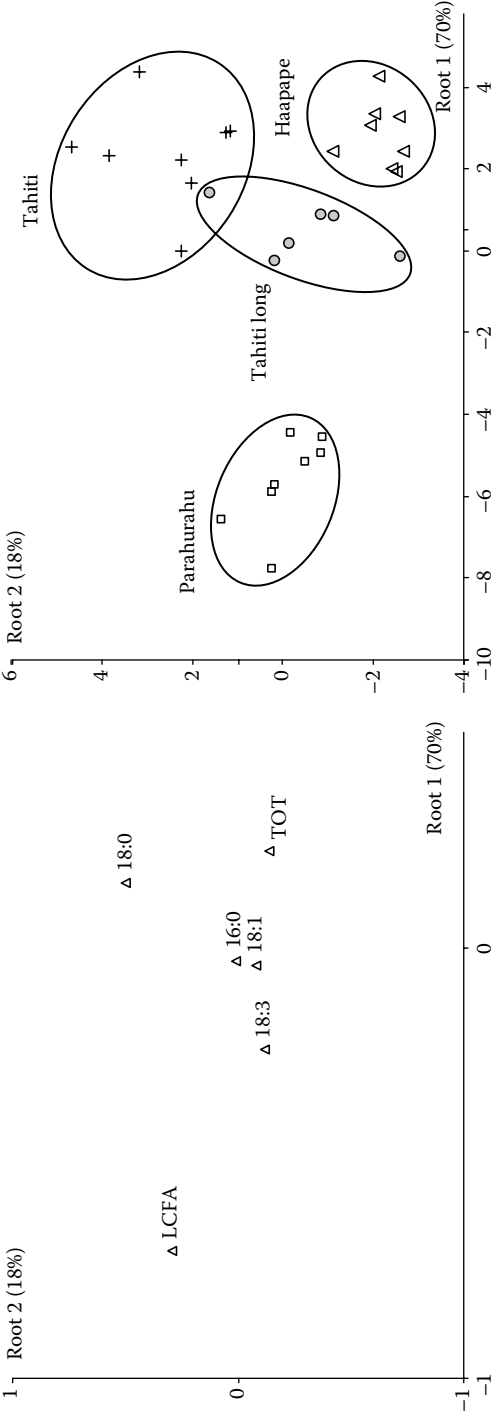 Root 2 (18%)
1
0
−1
−1
0
Root 1 (70%)
LCFA
18:3
16:0
18:1
18:0
TOT
Root 2 (18%)
6
4
2
0
−2
−4
−10
−8
−6
−4
−2
0
2
4
Root 1 (70%)
Parahurahu
Tahiti long
Tahiti
Haapape